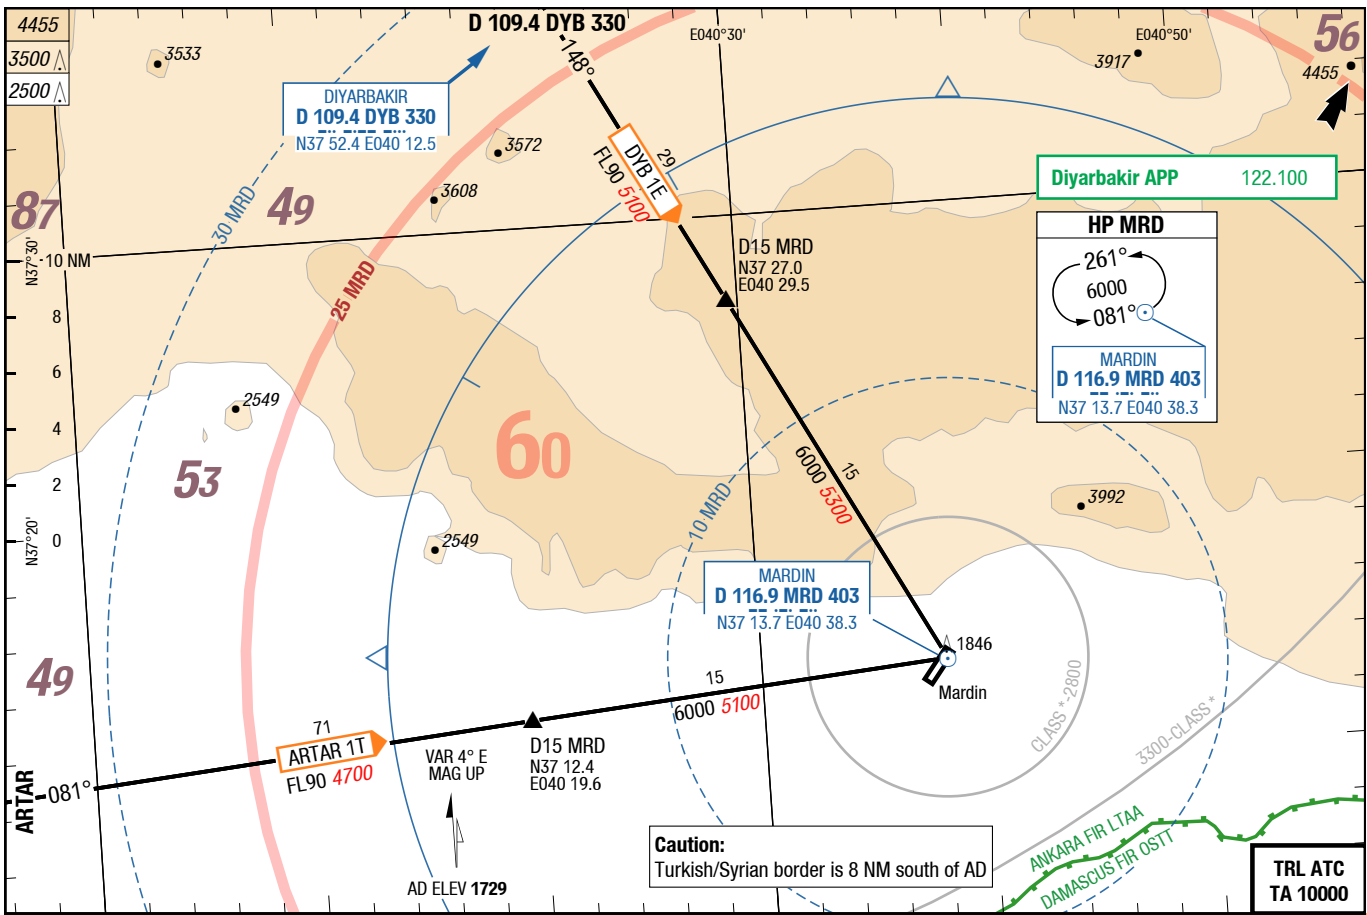 4455
3500
2500
3533
D 109.4 DYB 330
148°
E040°30'
E040°50'
3917
56
4455
DIYARBAKIR
D 109.4 DYB 330
N37 52.4 E040 12.5
3572
3608
87
49
30 MRD
29
DYB 1E
FL90 5100
Diyarbakir APP 122.100
N37°30'
10 NM
25 MRD
D15 MRD
N37 27.0
E040 29.5
HP MRD
261°
6000
081°
MARDIN
D 116.9 MRD 403
N37 13.7 E040 38.3
8
6
4
2
0
N37°20'
2549
53
60
15
6000 5300
10 MRD
3992
2549
MARDIN
D 116.9 MRD 403
N37 13.7 E040 38.3
1846
Mardin
49
15
6000 5100
CLASS *-2800
3300-CLASS *
71
ARTAR 1T
FL90 4700
081°
ARTAR
D15 MRD
N37 12.4
E040 19.6
VAR 4° E
MAG UP
AD ELEV 1729
Caution:
Turkish/Syrian border is 8 NM south of AD
ANKARA FIR LTAA
DAMASCUS FIR OSTT
TRL ATC
TA 10000